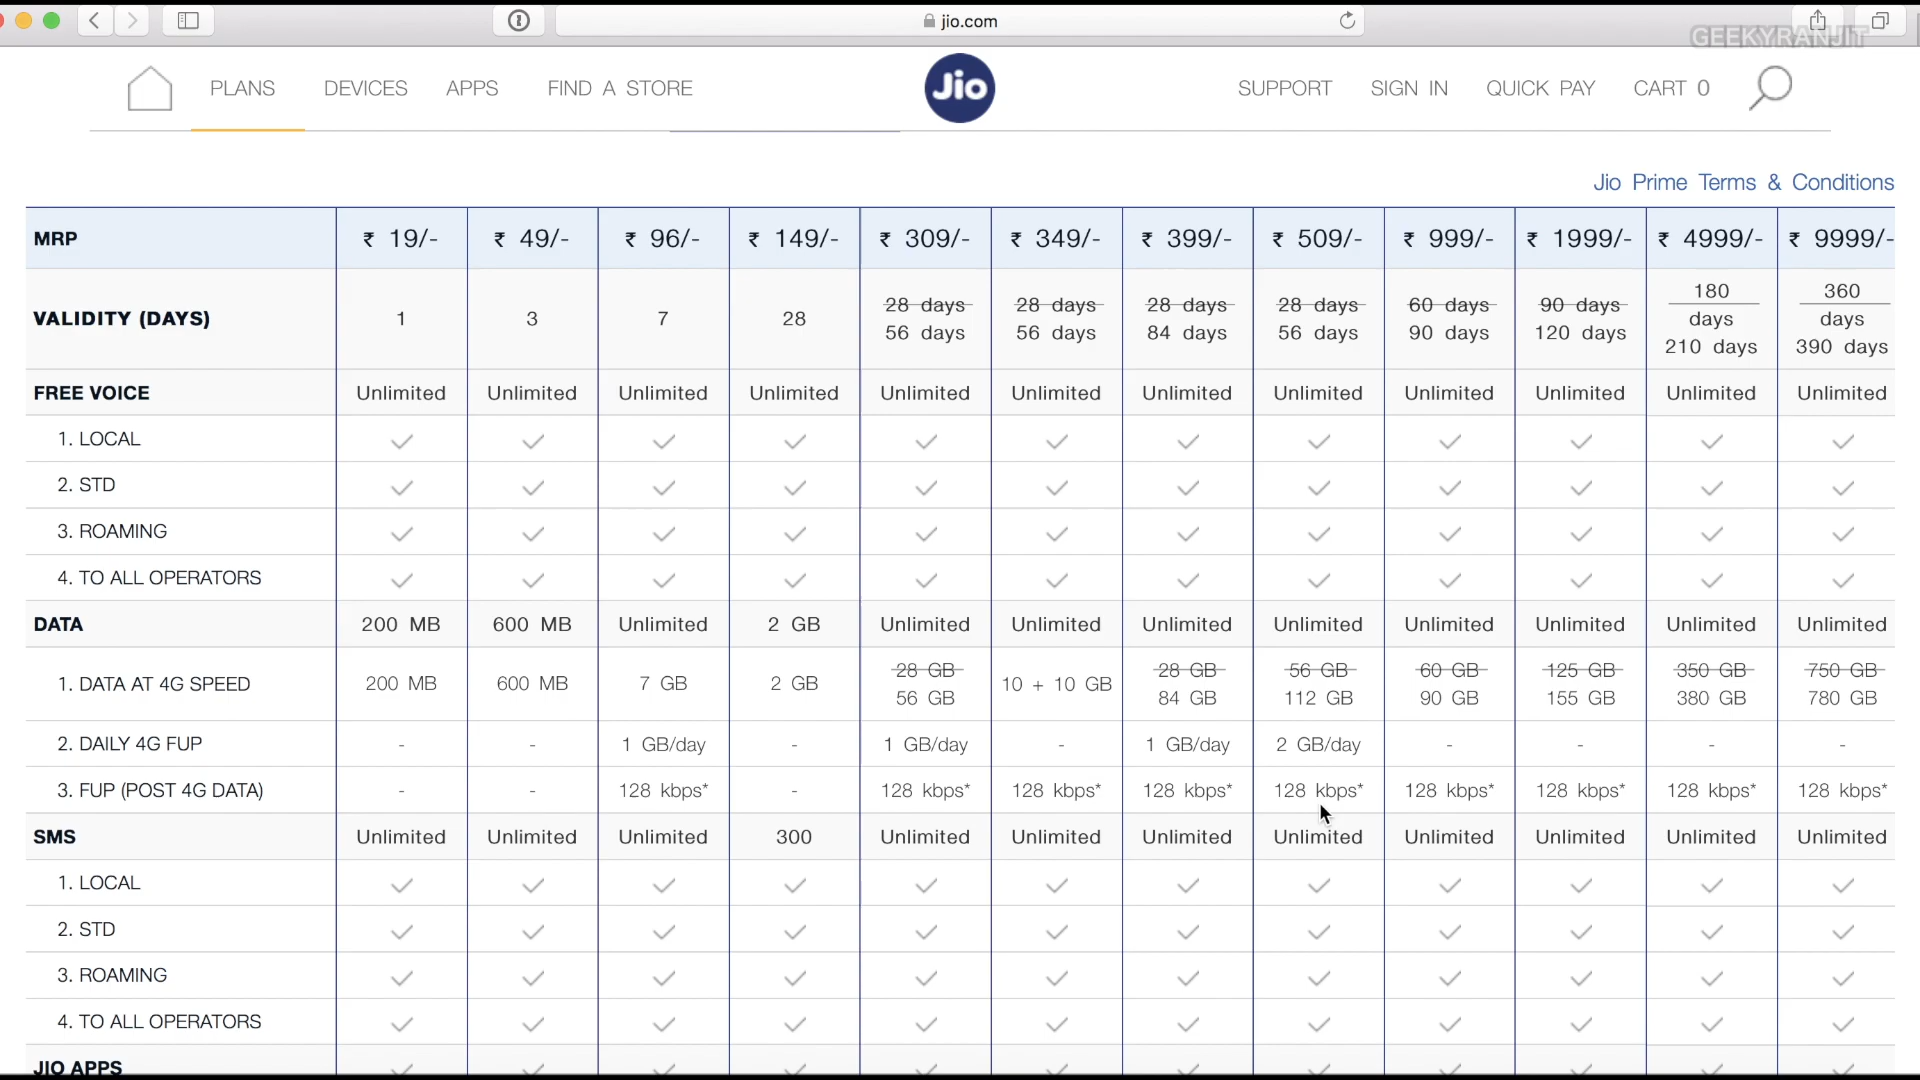 jio.com
GEEKYRANJIT
PLANS DEVICES APPS FIND A STORE Jio SUPPORT SIGN IN QUICK PAY CART 0
Jio Prime Terms & Conditions
MRP ₹ 19/- ₹ 49/- ₹ 96/- ₹ 149/- ₹ 309/- ₹ 349/- ₹ 399/- ₹ 509/- ₹ 999/- ₹ 1999/- ₹ 4999/- ₹ 9999/-
VALIDITY (DAYS) 1 3 7 28 28 days 56 days 28 days 56 days 28 days 84 days 28 days 56 days 60 days 90 days 90 days 120 days 180 days 210 days 360 days 390 days
FREE VOICE Unlimited Unlimited Unlimited Unlimited Unlimited Unlimited Unlimited Unlimited Unlimited Unlimited Unlimited Unlimited
1. LOCAL
2. STD
3. ROAMING
4. TO ALL OPERATORS
DATA 200 MB 600 MB Unlimited 2 GB Unlimited Unlimited Unlimited Unlimited Unlimited Unlimited Unlimited Unlimited
1. DATA AT 4G SPEED 200 MB 600 MB 7 GB 2 GB 28 GB 56 GB 10 + 10 GB 28 GB 84 GB 56 GB 112 GB 60 GB 90 GB 125 GB 155 GB 350 GB 380 GB 750 GB 780 GB
2. DAILY 4G FUP - - 1 GB/day - 1 GB/day - 1 GB/day 2 GB/day - - - -
3. FUP (POST 4G DATA) - - 128 kbps* - 128 kbps* 128 kbps* 128 kbps* 128 kbps* 128 kbps* 128 kbps* 128 kbps* 128 kbps*
SMS Unlimited Unlimited Unlimited 300 Unlimited Unlimited Unlimited Unlimited Unlimited Unlimited Unlimited Unlimited
1. LOCAL
2. STD
3. ROAMING
4. TO ALL OPERATORS
JIO APPS